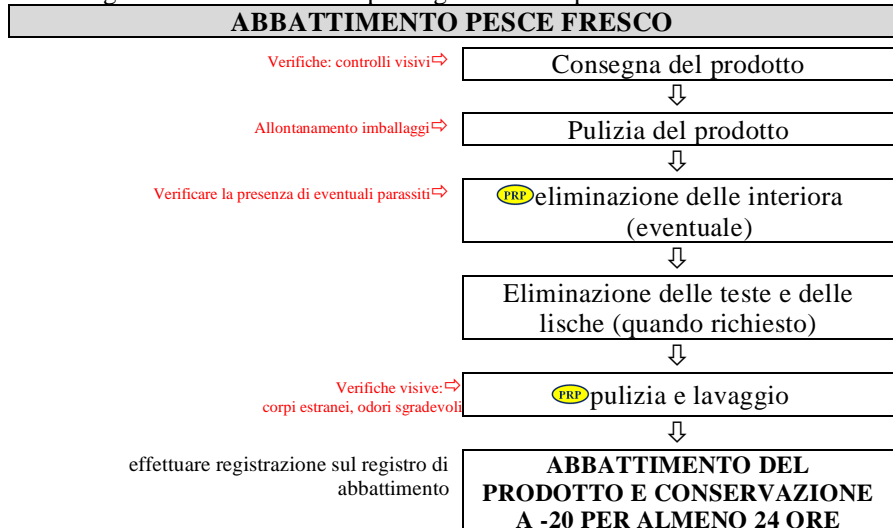 ABBATTIMENTO PESCE FRESCO
Verifiche: controlli visivi⇨
Consegna del prodotto
⇩
Allontanamento imballaggi⇨
Pulizia del prodotto
⇩
Verificare la presenza di eventuali parassiti⇨
PRP eliminazione delle interiora
(eventuale)
⇩
Eliminazione delle teste e delle
lische (quando richiesto)
⇩
Verifiche visive:⇨
corpi estranei, odori sgradevoli
PRP pulizia e lavaggio
⇩
effettuare registrazione sul registro di
abbattimento
ABBATTIMENTO DEL
PRODOTTO E CONSERVAZIONE
A -20 PER ALMENO 24 ORE